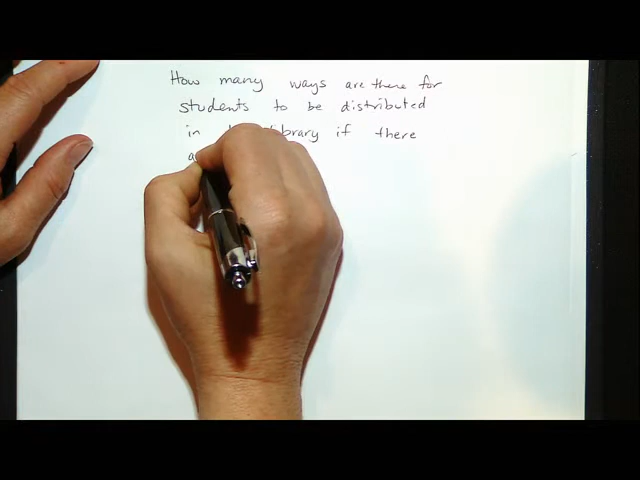 How many ways are there for
students to be distributed
in library if there